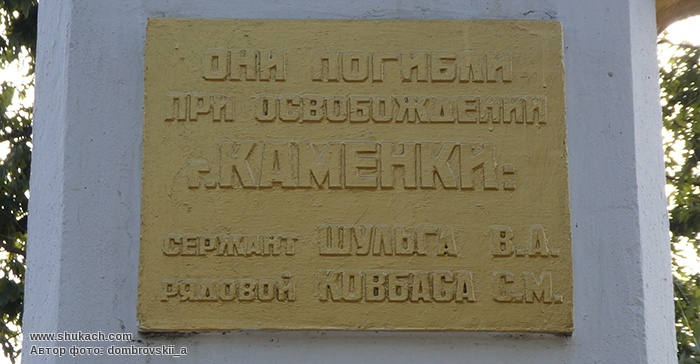 ОНИ ПОГИБЛИ
ПРИ ОСВОБОЖДЕНИИ
г. КАМЕНКИ:
СЕРЖАНТ ШУЛЬГА В.А.
РЯДОВОЙ КОВБАСА С.М.
www.shukach.com
Автор фото: dombrovskii_a